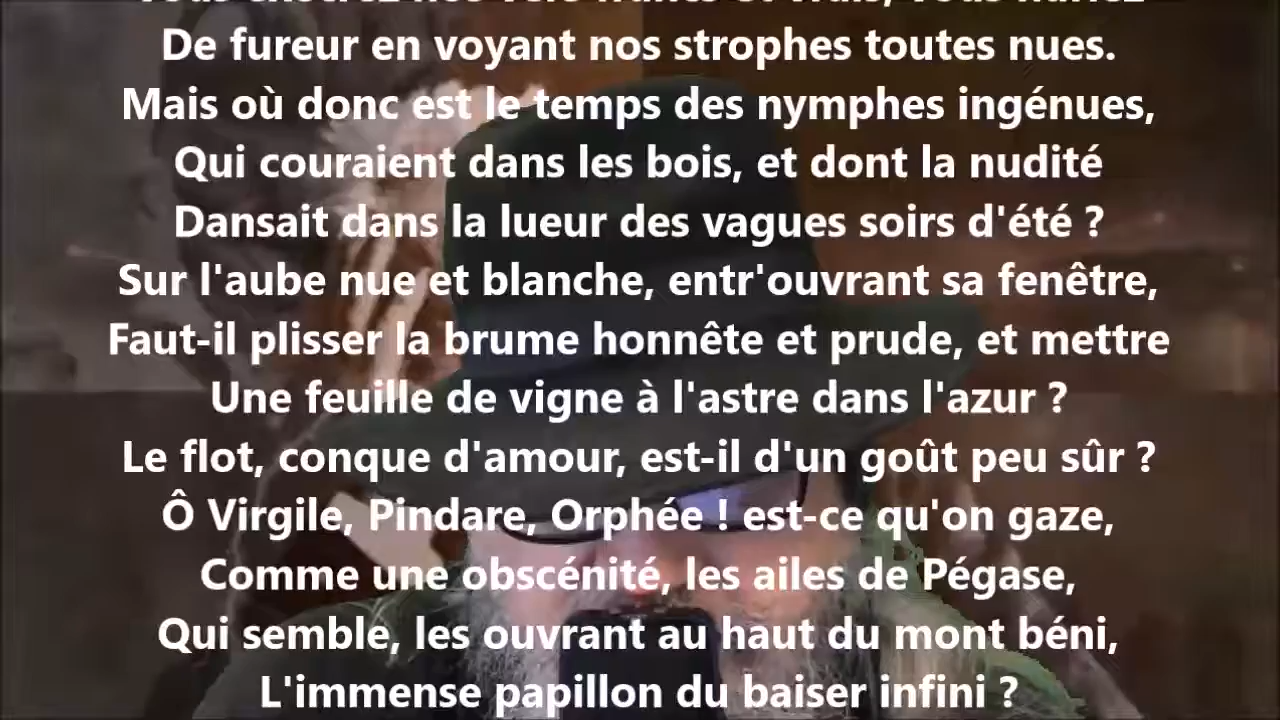 De fureur en voyant nos strophes toutes nues.
Mais où donc est le temps des nymphes ingénues,
Qui couraient dans les bois, et dont la nudité
Dansait dans la lueur des vagues soirs d'été ?
Sur l'aube nue et blanche, entr'ouvrant sa fenêtre,
Faut-il plisser la brume honnête et prude, et mettre
Une feuille de vigne à l'astre dans l'azur ?
Le flot, conque d'amour, est-il d'un goût peu sûr ?
Ô Virgile, Pindare, Orphée ! est-ce qu'on gaze,
Comme une obscénité, les ailes de Pégase,
Qui semble, les ouvrant au haut du mont béni,
L'immense papillon du baiser infini ?